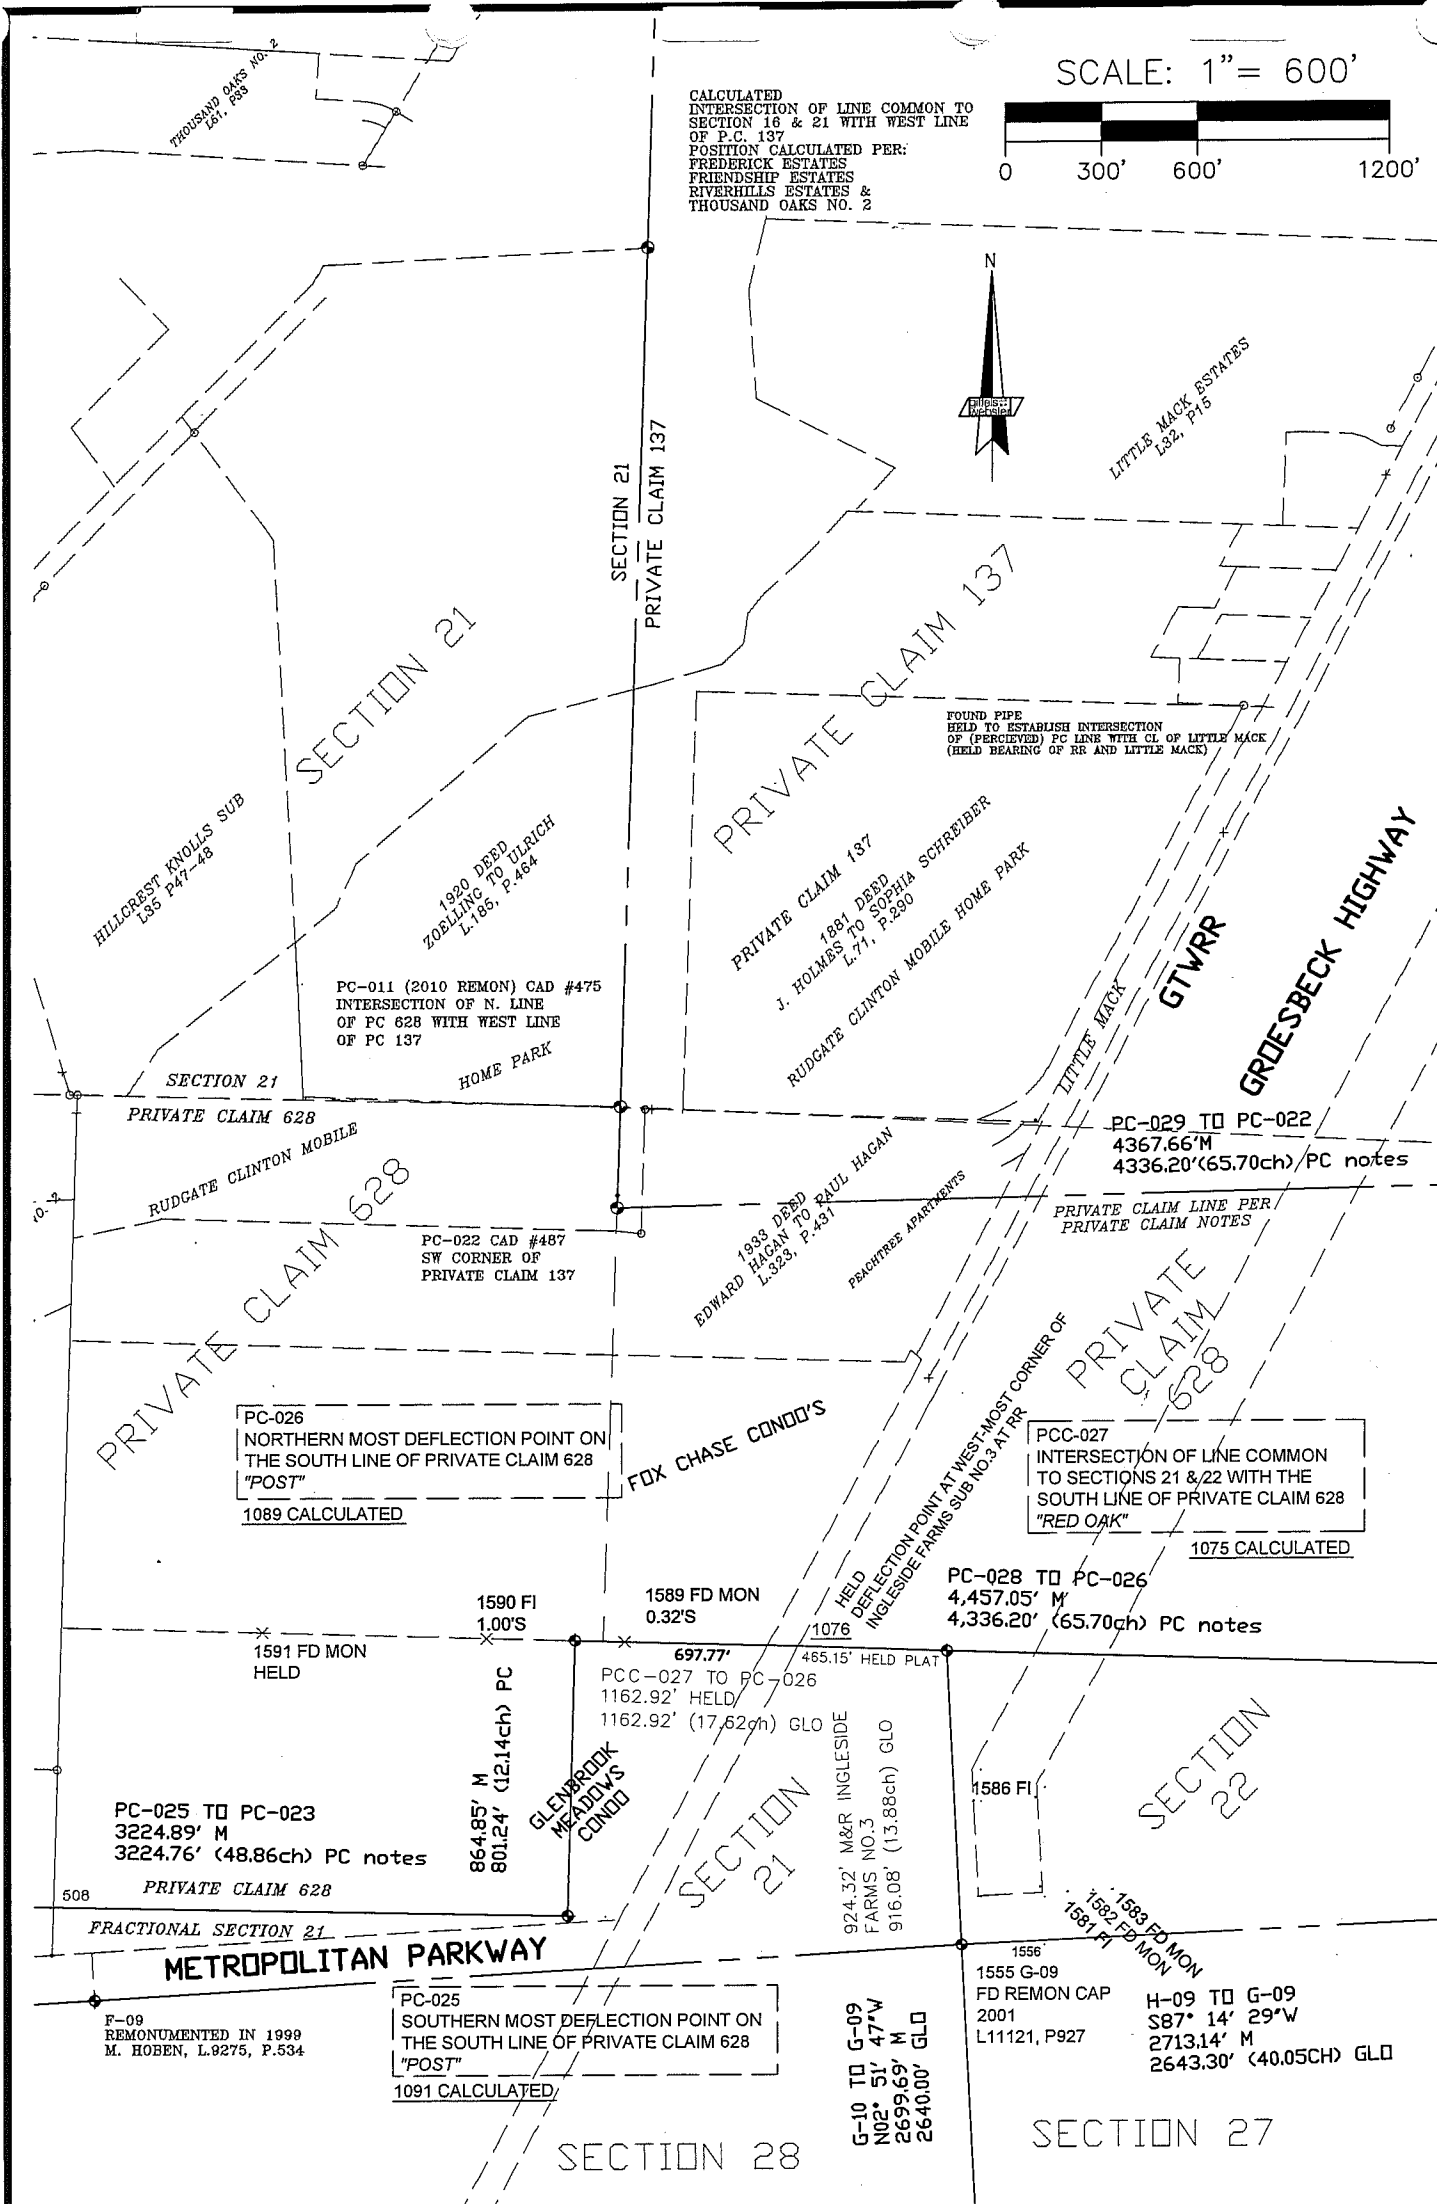 THOUSAND OAKS NO. 2
L61, P33
CALCULATED
INTERSECTION OF LINE COMMON TO
SECTION 16 & 21 WITH WEST LINE
OF P.C. 137
POSITION CALCULATED PER:
FREDERICK ESTATES
FRIENDSHIP ESTATES
RIVERHILLS ESTATES &
THOUSAND OAKS NO. 2
SCALE: 1"= 600'
0 300' 600' 1200'
N
giffels
webster
LITTLE MACK ESTATES
L32, P15
SECTION 21
PRIVATE CLAIM 137
SECTION 21
PRIVATE CLAIM 137
FOUND PIPE
HELD TO ESTABLISH INTERSECTION
OF (PERCIEVED) PC LINE WITH CL OF LITTLE MACK
(HELD BEARING OF RR AND LITTLE MACK)
HILLCREST KNOLLS SUB
L35 P47-48
1920 DEED
ZOELLING TO ULRICH
L.185, P.464
PRIVATE CLAIM 137
1881 DEED
J. HOLMES TO SOPHIA SCHREIBER
L.71, P.290
RUDGATE CLINTON MOBILE HOME PARK
GTWRR
GROESBECK HIGHWAY
LITTLE MACK
PC-011 (2010 REMON) CAD #475
INTERSECTION OF N. LINE
OF PC 628 WITH WEST LINE
OF PC 137
HOME PARK
SECTION 21
PRIVATE CLAIM 628
RUDGATE CLINTON MOBILE
PC-029 TO PC-022
4367.66'M
4336.20'(65.70ch) PC notes
PRIVATE CLAIM LINE PER
PRIVATE CLAIM NOTES
O. 2
PRIVATE CLAIM 628
PC-022 CAD #487
SW CORNER OF
PRIVATE CLAIM 137
1933 DEED
EDWARD HAGAN TO PAUL HAGAN
L.323, P.431
PEACHTREE APARTMENTS
PRIVATE
CLAIM
628
PC-026
NORTHERN MOST DEFLECTION POINT ON
THE SOUTH LINE OF PRIVATE CLAIM 628
"POST"
1089 CALCULATED
FOX CHASE CONDO'S
HELD
DEFLECTION POINT AT WEST-MOST CORNER OF
INGLESIDE FARMS SUB NO.3 AT RR
PCC-027
INTERSECTION OF LINE COMMON
TO SECTIONS 21 & 22 WITH THE
SOUTH LINE OF PRIVATE CLAIM 628
"RED OAK"
1075 CALCULATED
PC-028 TO PC-026
4,457.05' M
4,336.20' (65.70ch) PC notes
1590 FI
1.00'S
1589 FD MON
0.32'S
1591 FD MON
HELD
1076
697.77'
465.15' HELD PLAT
PCC-027 TO PC-026
1162.92' HELD
1162.92' (17.62ch) GLO
864.85' M
801.24' (12.14ch) PC
GLENBROOK
MEADOWS
CONDO
SECTION
21
924.32' M&R INGLESIDE
FARMS NO.3
916.08' (13.88ch) GLO
1586 FI
SECTION
22
PC-025 TO PC-023
3224.89' M
3224.76' (48.86ch) PC notes
508
PRIVATE CLAIM 628
FRACTIONAL SECTION 21
METROPOLITAN PARKWAY
1583 FD MON
1582 FD MON
1581 FI
1556
1555 G-09
FD REMON CAP
2001
L11121, P927
H-09 TO G-09
S87° 14' 29"W
2713.14' M
2643.30' (40.05CH) GLO
F-09
REMONUMENTED IN 1999
M. HOBEN, L.9275, P.534
PC-025
SOUTHERN MOST DEFLECTION POINT ON
THE SOUTH LINE OF PRIVATE CLAIM 628
"POST"
1091 CALCULATED
G-10 TO G-09
N02° 51' 47"W
2699.69' M
2640.00' GLO
SECTION 28
SECTION 27